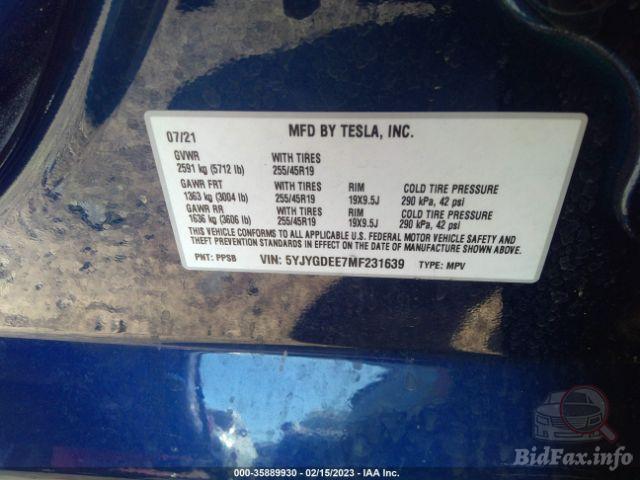 07/21 MFD BY TESLA, INC.
GVWR WITH TIRES
2591 kg (5712 lb) 255/45R19
GAWR FRT WITH TIRES RIM COLD TIRE PRESSURE
1363 kg (3004 lb) 255/45R19 19X9.5J 290 kPa, 42 psi
GAWR RR WITH TIRES RIM COLD TIRE PRESSURE
1636 kg (3606 lb) 255/45R19 19X9.5J 290 kPa, 42 psi
THIS VEHICLE CONFORMS TO ALL APPLICABLE U.S. FEDERAL MOTOR VEHICLE SAFETY AND
THEFT PREVENTION STANDARDS IN EFFECT ON THE DATE OF MANUFACTURE SHOWN ABOVE.
PNT: PPSB VIN: 5YJYGDEE7MF231639 TYPE: MPV
BidFax.info
000-35889930 - 02/15/2023 - IAA Inc.